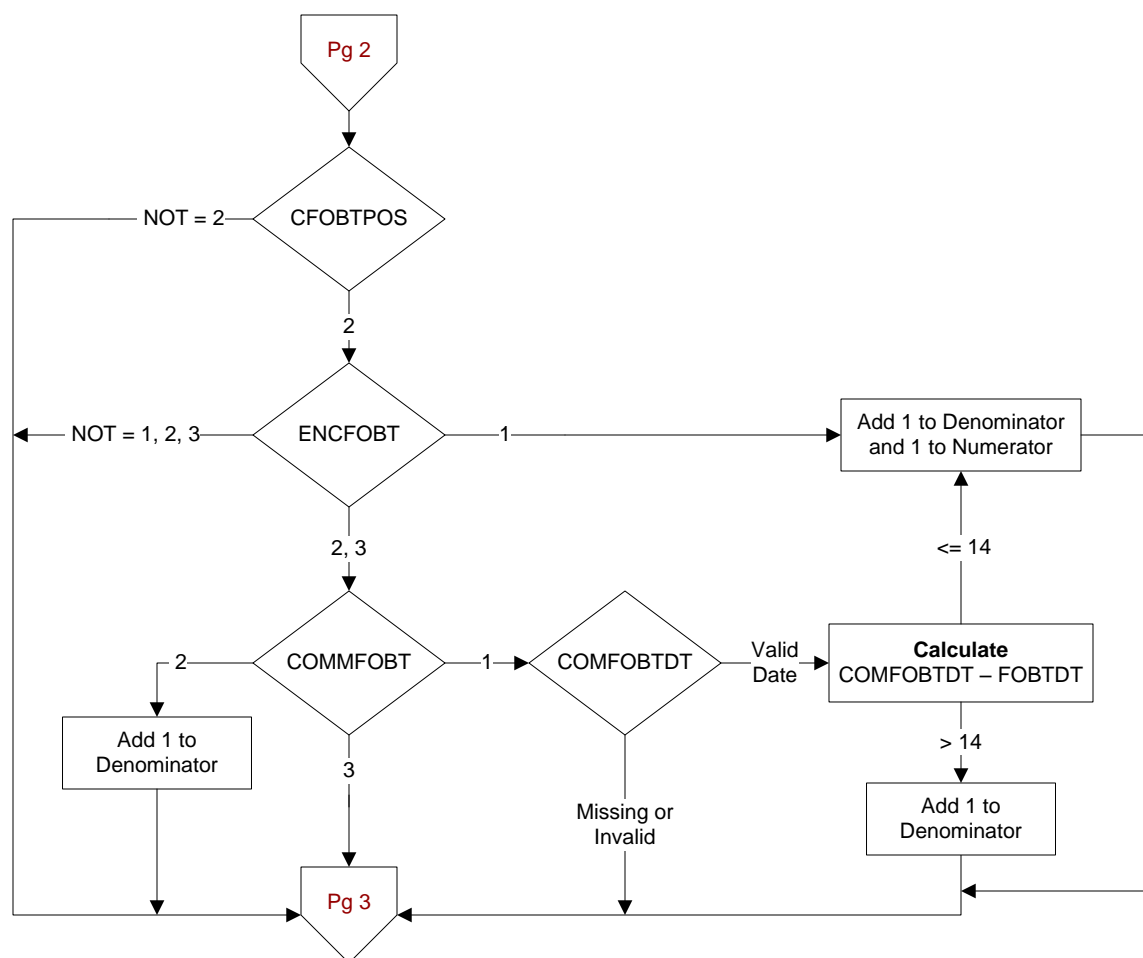 Pg 2
CFOBTPOS
NOT = 2
2
ENCFOBT
NOT = 1, 2, 3
1
Add 1 to Denominator
and 1 to Numerator
2, 3
<= 14
COMMFOBT
2
1
COMFOBTDT
Valid
Date
Calculate
COMFOBTDT – FOBTDT
Add 1 to
Denominator
3
> 14
Missing or
Invalid
Add 1 to
Denominator
Pg 3